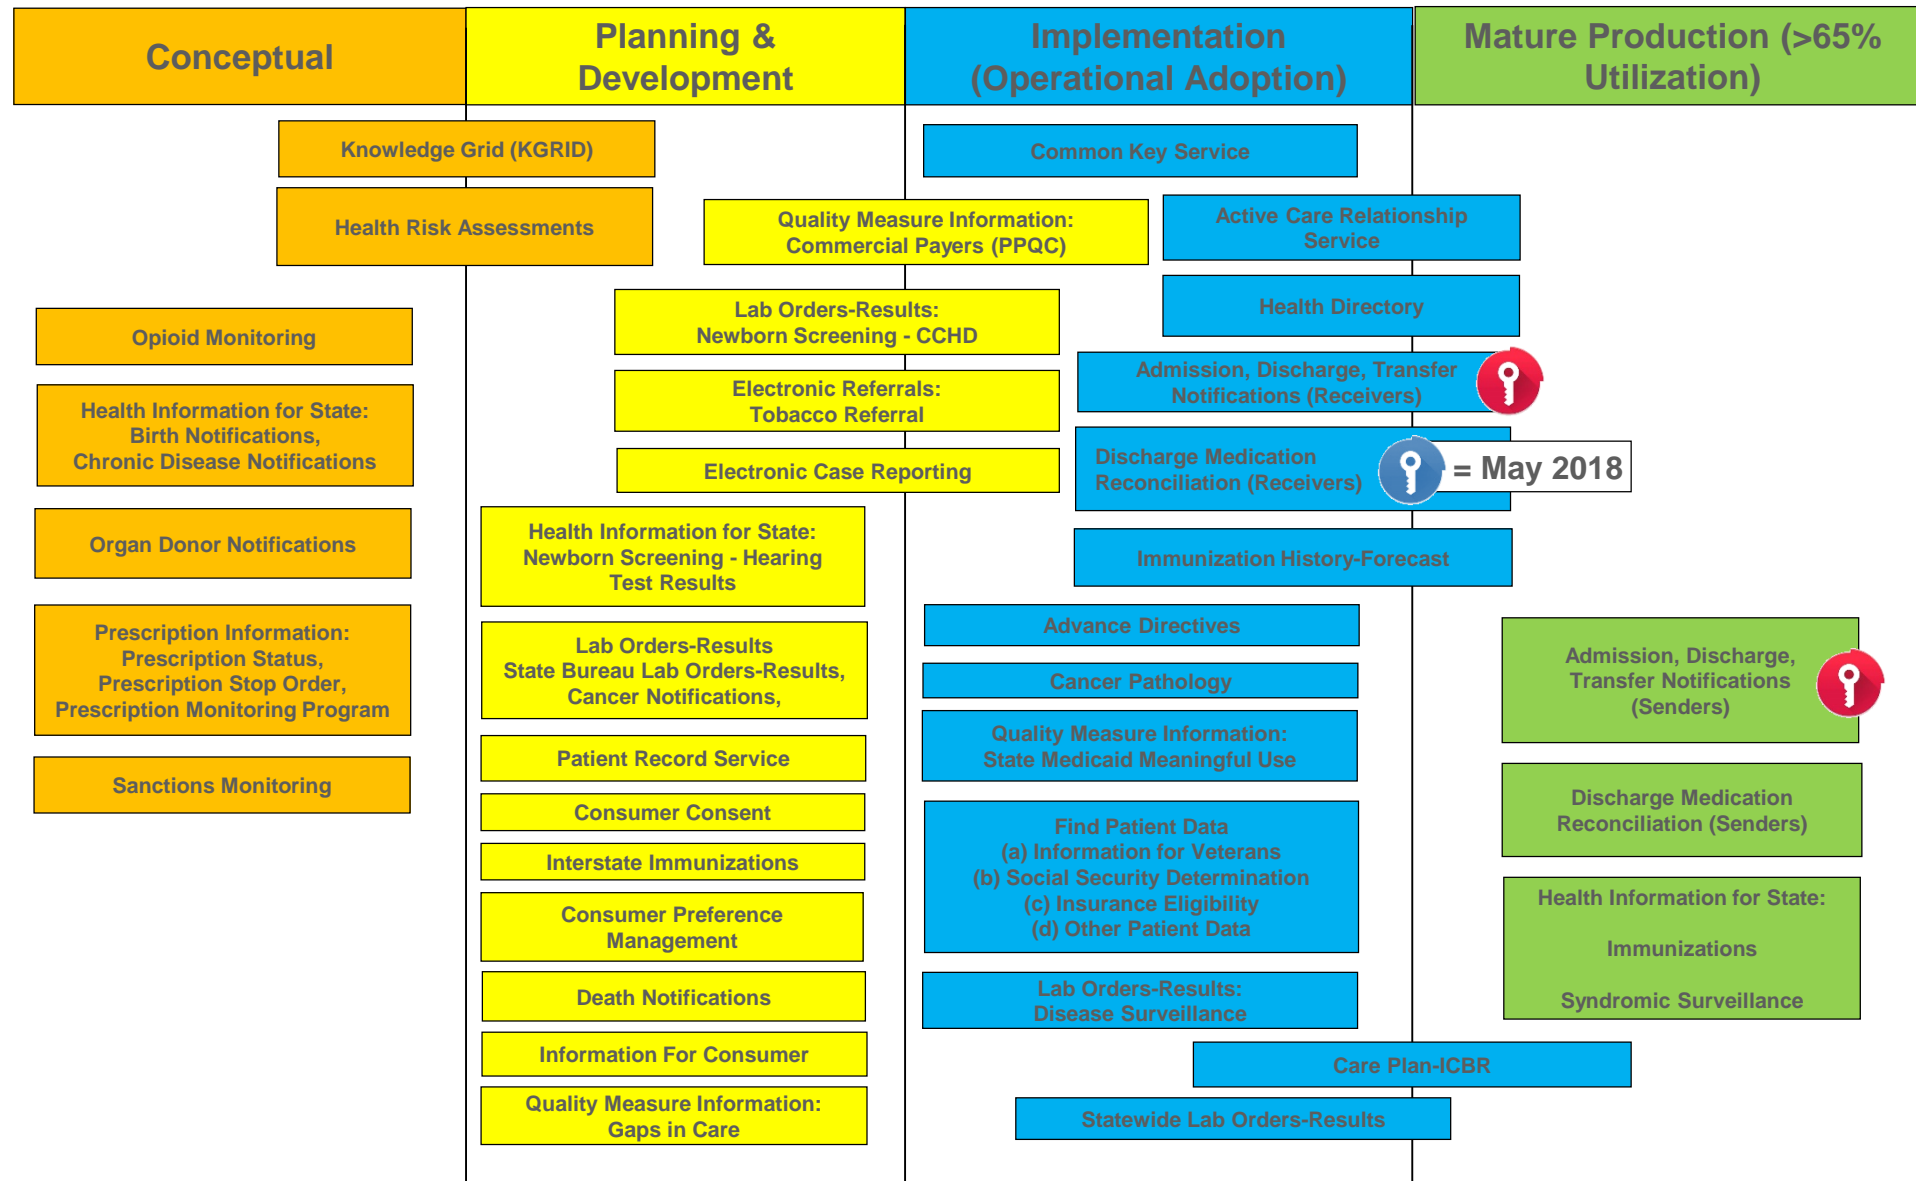 Conceptual
Planning &
Development
Implementation
(Operational Adoption)
Mature Production (>65%
Utilization)
Knowledge Grid (KGRID)
Health Risk Assessments
Opioid Monitoring
Health Information for State:
Birth Notifications,
Chronic Disease Notifications
Organ Donor Notifications
Prescription Information:
Prescription Status,
Prescription Stop Order,
Prescription Monitoring Program
Sanctions Monitoring
Quality Measure Information:
Commercial Payers (PPQC)
Lab Orders-Results:
Newborn Screening - CCHD
Electronic Referrals:
Tobacco Referral
Electronic Case Reporting
Health Information for State:
Newborn Screening - Hearing
Test Results
Lab Orders-Results
State Bureau Lab Orders-Results,
Cancer Notifications,
Patient Record Service
Consumer Consent
Interstate Immunizations
Consumer Preference
Management
Death Notifications
Information For Consumer
Quality Measure Information:
Gaps in Care
Common Key Service
Active Care Relationship
Service
Health Directory
Admission, Discharge, Transfer
Notifications (Receivers)
Discharge Medication
Reconciliation (Receivers)
= May 2018
Immunization History-Forecast
Advance Directives
Cancer Pathology
Quality Measure Information:
State Medicaid Meaningful Use
Find Patient Data
(a) Information for Veterans
(b) Social Security Determination
(c) Insurance Eligibility
(d) Other Patient Data
Lab Orders-Results:
Disease Surveillance
Care Plan-ICBR
Statewide Lab Orders-Results
Admission, Discharge,
Transfer Notifications
(Senders)
Discharge Medication
Reconciliation (Senders)
Health Information for State:
Immunizations
Syndromic Surveillance